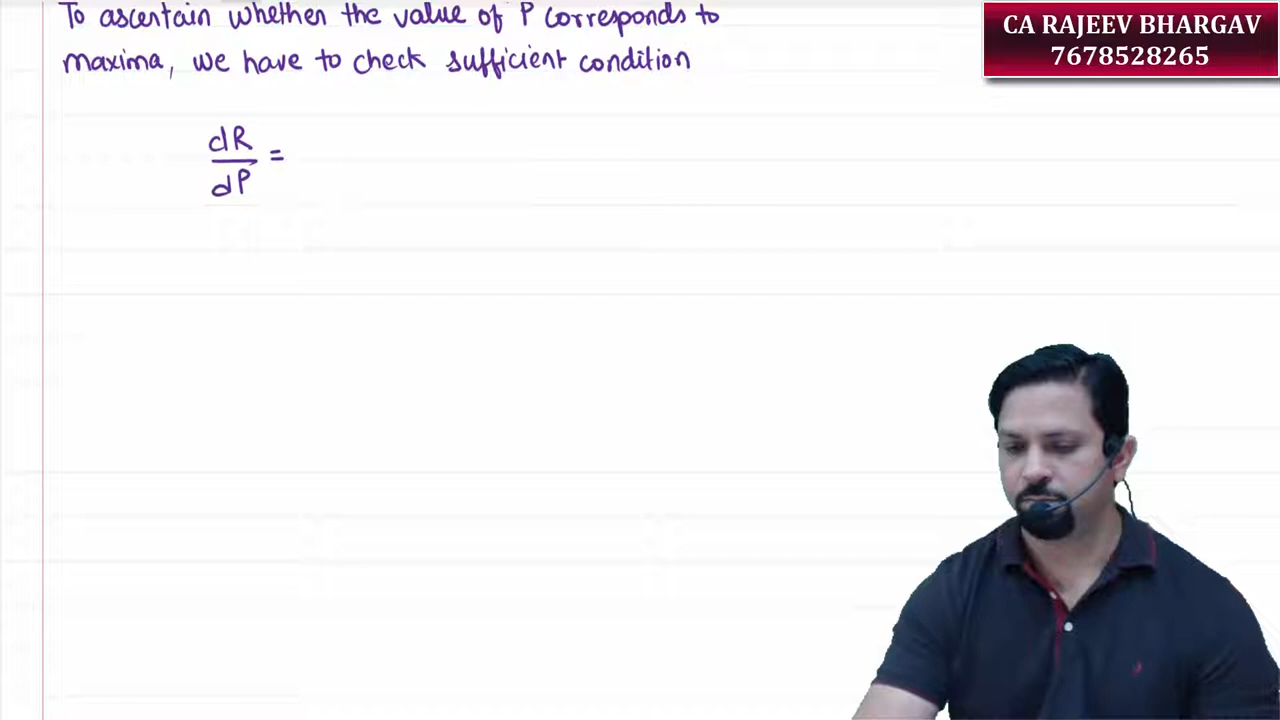 To ascertain whether the value of P corresponds to
maxima, we have to check sufficient condition
dR
dP
=
CA RAJEEV BHARGAV
7678528265